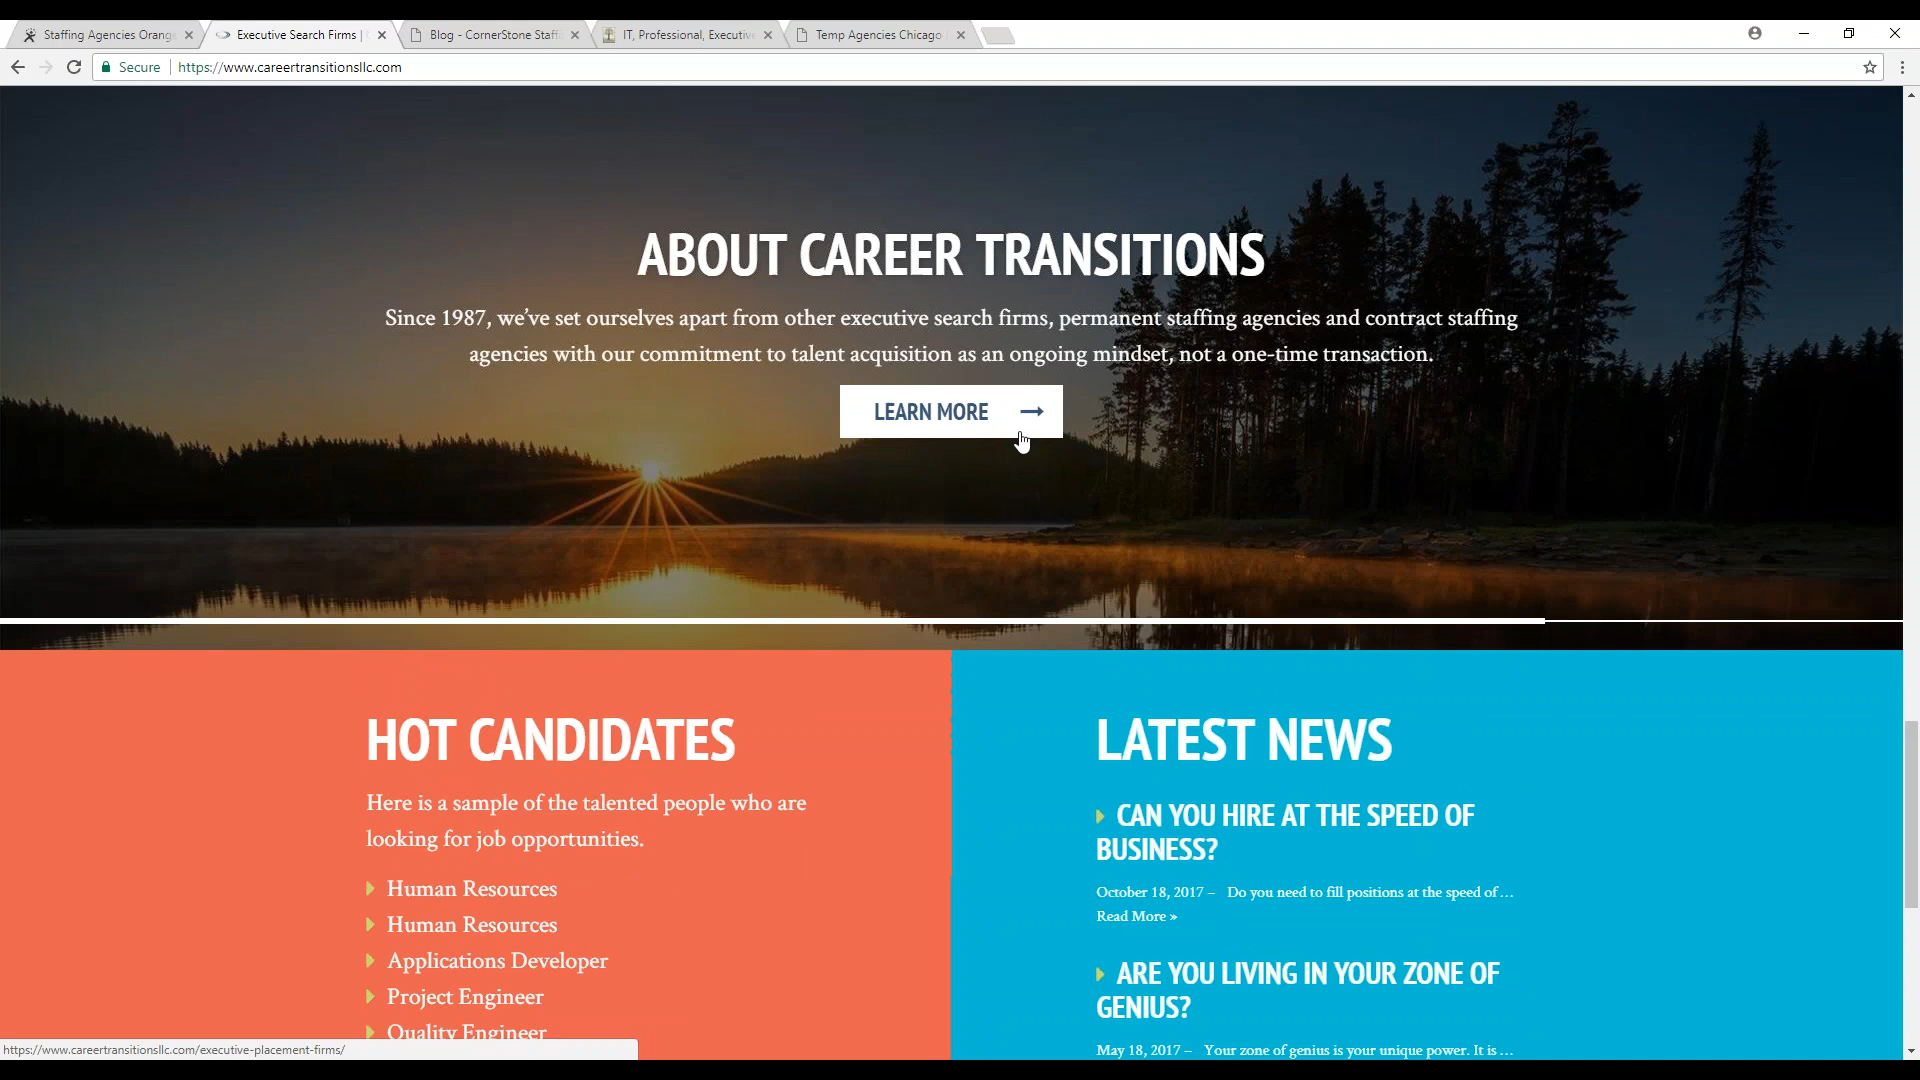 Staffing Agencies Orang
Executive Search Firms |
Blog - CornerStone Staffi
IT, Professional, Executiv
Temp Agencies Chicago
Secure
https://www.careertransitionsllc.com
ABOUT CAREER TRANSITIONS
Since 1987, we've set ourselves apart from other executive search firms, permanent staffing agencies and contract staffing
agencies with our commitment to talent acquisition as an ongoing mindset, not a one-time transaction.
LEARN MORE
HOT CANDIDATES
Here is a sample of the talented people who are
looking for job opportunities.
Human Resources
Human Resources
Applications Developer
Project Engineer
Quality Engineer
LATEST NEWS
CAN YOU HIRE AT THE SPEED OF
BUSINESS?
October 18, 2017 – Do you need to fill positions at the speed of…
Read More »
ARE YOU LIVING IN YOUR ZONE OF
GENIUS?
May 18, 2017 – Your zone of genius is your unique power. It is…
https://www.careertransitionsllc.com/executive-placement-firms/